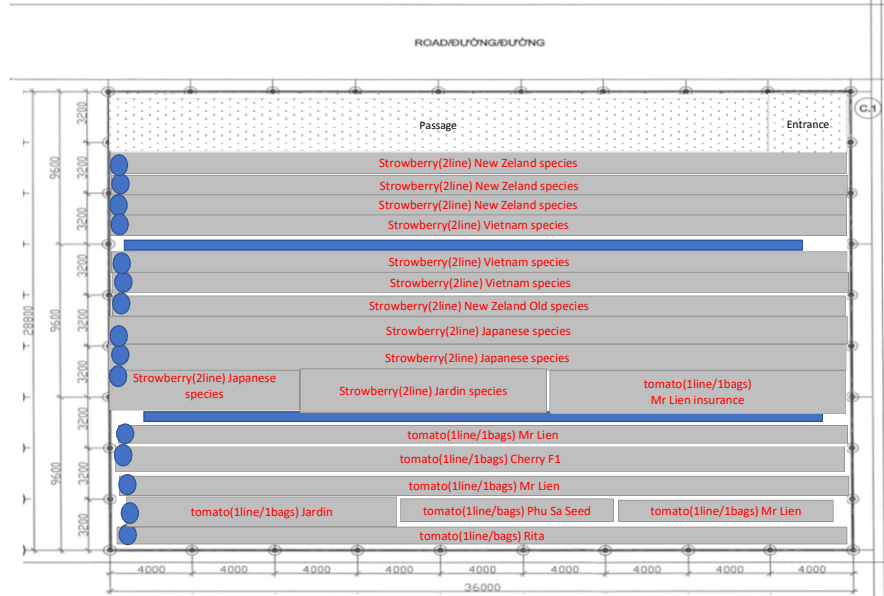 ROAD/ĐƯỜNG/ĐƯỜNG
C.1
Passage
Entrance
Strowberry(2line) New Zeland species
Strowberry(2line) New Zeland species
Strowberry(2line) New Zeland species
Strowberry(2line) Vietnam species
Strowberry(2line) Vietnam species
Strowberry(2line) Vietnam species
Strowberry(2line) New Zeland Old species
Strowberry(2line) Japanese species
Strowberry(2line) Japanese species
Strowberry(2line) Japanese
species
Strowberry(2line) Jardin species
tomato(1line/1bags)
Mr Lien insurance
tomato(1line/1bags) Mr Lien
tomato(1line/1bags) Cherry F1
tomato(1line/1bags) Mr Lien
tomato(1line/1bags) Jardin
tomato(1line/bags) Phu Sa Seed
tomato(1line/1bags) Mr Lien
tomato(1line/bags) Rita
28800
9600
9600
9600
3200
3200
3200
3200
3200
3200
3200
3200
3200
4000
4000
4000
4000
4000
4000
4000
4000
4000
36000